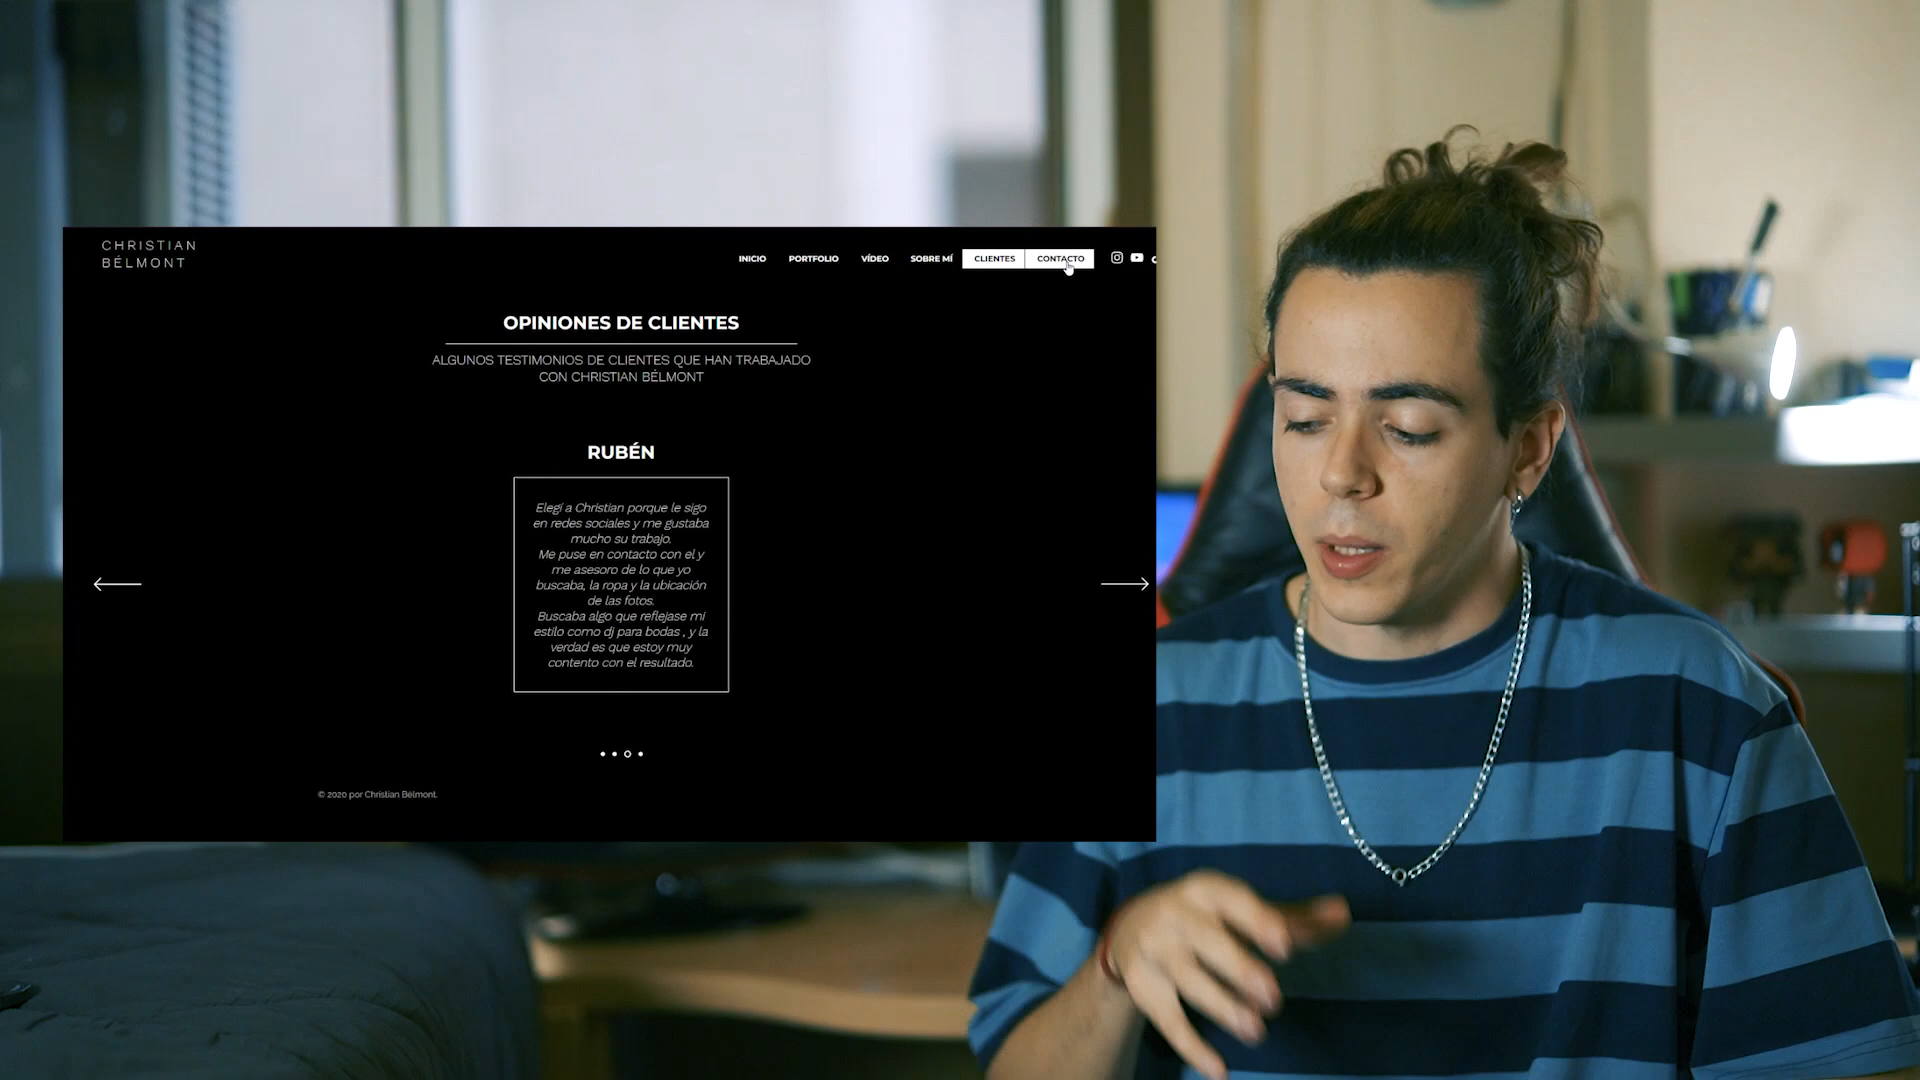 CHRISTIAN
BÉLMONT
INICIO PORTFOLIO VÍDEO SOBRE MÍ CLIENTES CONTACTO
OPINIONES DE CLIENTES
ALGUNOS TESTIMONIOS DE CLIENTES QUE HAN TRABAJADO
CON CHRISTIAN BÉLMONT
RUBÉN
Elegí a Christian porque le sigo
en redes sociales y me gustaba
mucho su trabajo.
Me puse en contacto con el y
me asesoro de lo que yo
buscaba, la ropa y la ubicación
de las fotos.
Buscaba algo que reflejase mi
estilo como dj para bodas , y la
verdad es que estoy muy
contento con el resultado.
© 2020 por Christian Bélmont.